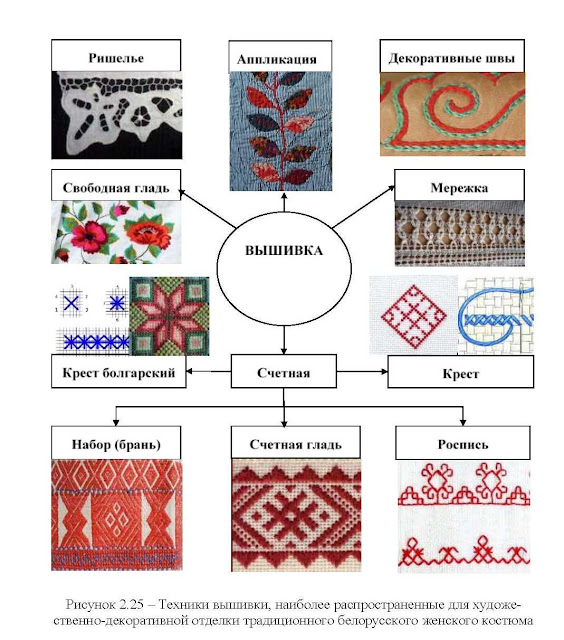 Ришелье
Аппликация
Декоративные швы
Свободная гладь
Мережка
ВЫШИВКА
Крест болгарский
Счетная
Крест
Набор (брань)
Счетная гладь
Роспись
Рисунок 2.25 – Техники вышивки, наиболее распространенные для художе-
ственно-декоративной отделки традиционного белорусского женского костюма